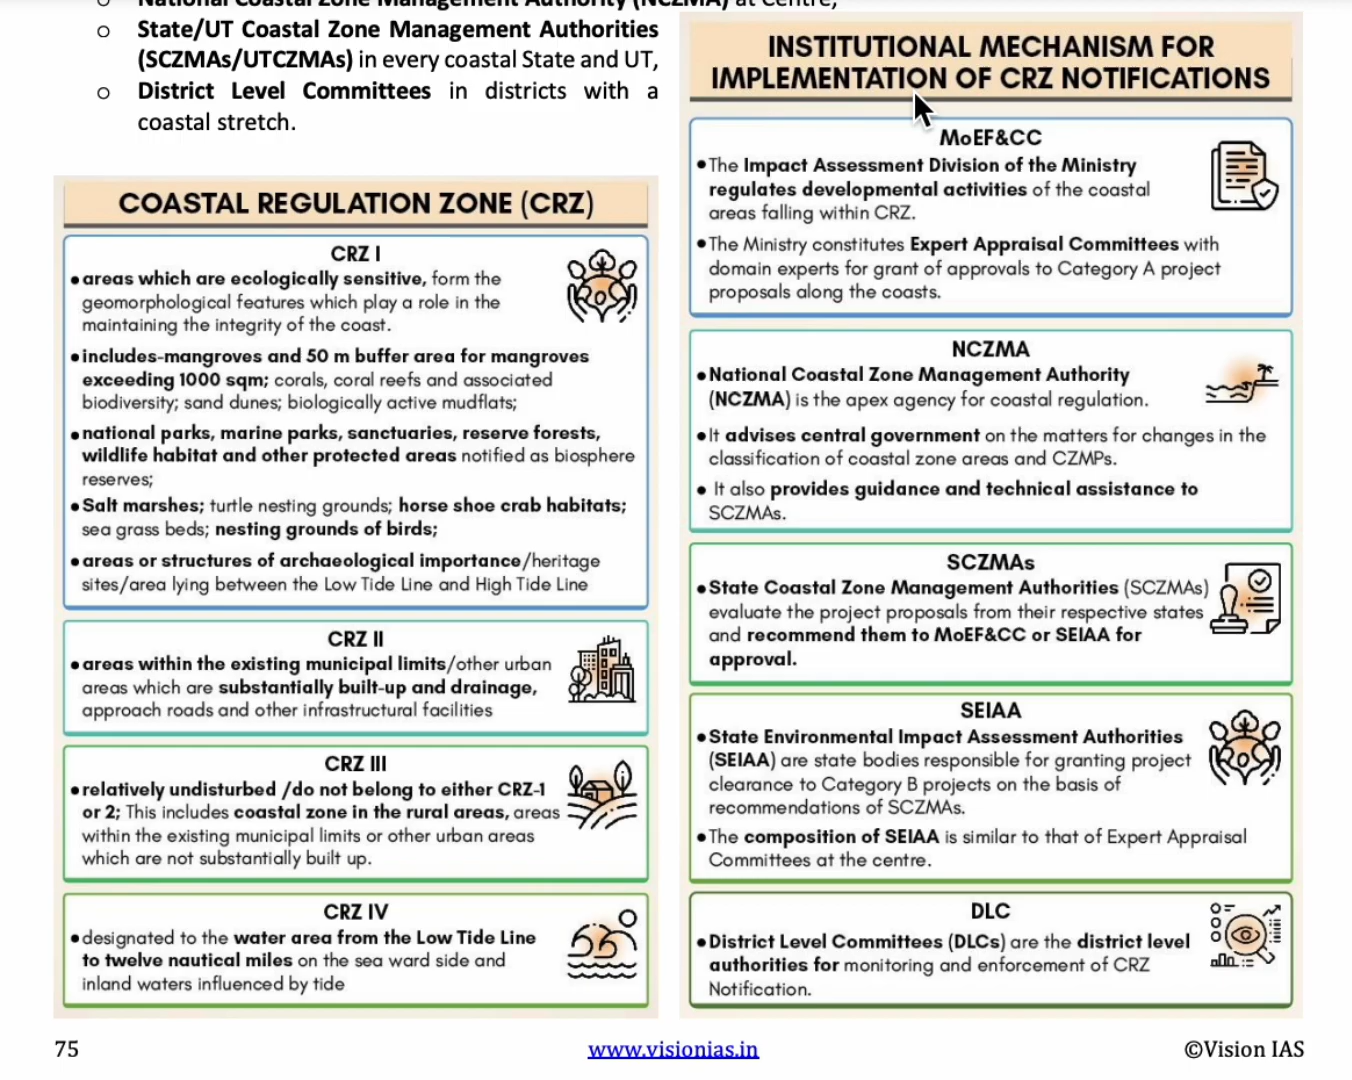 National Coastal Zone Management Authority (NCZMA) at Centre,
o State/UT Coastal Zone Management Authorities
(SCZMAs/UTCZMAs) in every coastal State and UT,
o District Level Committees in districts with a
coastal stretch.
COASTAL REGULATION ZONE (CRZ)
CRZ I
•areas which are ecologically sensitive, form the
geomorphological features which play a role in the
maintaining the integrity of the coast.
•includes-mangroves and 50 m buffer area for mangroves
exceeding 1000 sqm; corals, coral reefs and associated
biodiversity; sand dunes; biologically active mudflats;
•national parks, marine parks, sanctuaries, reserve forests,
wildlife habitat and other protected areas notified as biosphere
reserves;
•Salt marshes; turtle nesting grounds; horse shoe crab habitats;
sea grass beds; nesting grounds of birds;
•areas or structures of archaeological importance/heritage
sites/area lying between the Low Tide Line and High Tide Line
CRZ II
•areas within the existing municipal limits/other urban
areas which are substantially built-up and drainage,
approach roads and other infrastructural facilities
CRZ III
•relatively undisturbed /do not belong to either CRZ-1
or 2; This includes coastal zone in the rural areas, areas
within the existing municipal limits or other urban areas
which are not substantially built up.
CRZ IV
•designated to the water area from the Low Tide Line
to twelve nautical miles on the sea ward side and
inland waters influenced by tide
INSTITUTIONAL MECHANISM FOR
IMPLEMENTATION OF CRZ NOTIFICATIONS
MoEF&CC
•The Impact Assessment Division of the Ministry
regulates developmental activities of the coastal
areas falling within CRZ.
•The Ministry constitutes Expert Appraisal Committees with
domain experts for grant of approvals to Category A project
proposals along the coasts.
NCZMA
•National Coastal Zone Management Authority
(NCZMA) is the apex agency for coastal regulation.
•It advises central government on the matters for changes in the
classification of coastal zone areas and CZMPs.
• It also provides guidance and technical assistance to
SCZMAs.
SCZMAs
•State Coastal Zone Management Authorities (SCZMAs)
evaluate the project proposals from their respective states
and recommend them to MoEF&CC or SEIAA for
approval.
SEIAA
•State Environmental Impact Assessment Authorities
(SEIAA) are state bodies responsible for granting project
clearance to Category B projects on the basis of
recommendations of SCZMAs.
•The composition of SEIAA is similar to that of Expert Appraisal
Committees at the centre.
DLC
•District Level Committees (DLCs) are the district level
authorities for monitoring and enforcement of CRZ
Notification.
75
www.visionias.in
©Vision IAS